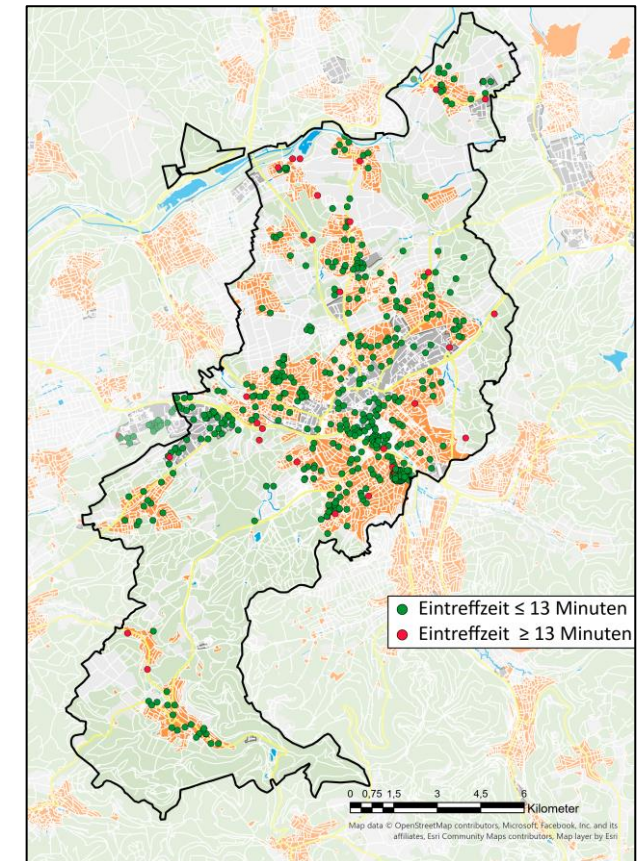 Eintreffzeit ≤ 13 Minuten
Eintreffzeit ≥ 13 Minuten
0 0,75 1,5 3 4,5 6
Kilometer
Map data © OpenStreetMap contributors, Microsoft, Facebook, Inc. and its
affiliates, Esri Community Maps contributors, Map layer by Esri